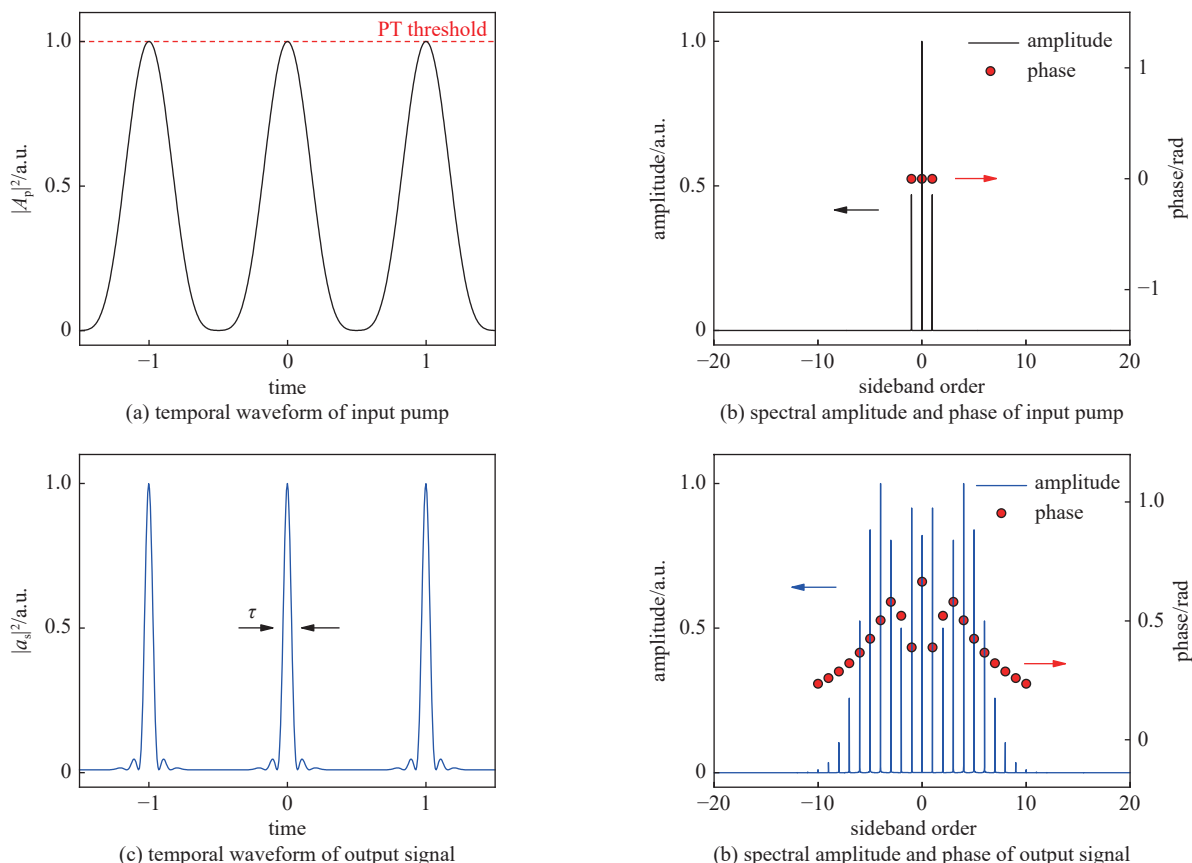 PT threshold
1.0
0.5
0
|A_p|²/a.u.
−1
0
1
time
(a) temporal waveform of input pump
amplitude
phase
1.0
0.5
0
amplitude/a.u.
1
0
−1
phase/rad
−20
−10
0
10
20
sideband order
(b) spectral amplitude and phase of input pump
1.0
0.5
0
|a_s|²/a.u.
τ
−1
0
1
time
(c) temporal waveform of output signal
amplitude
phase
1.0
0.5
0
amplitude/a.u.
1.0
0.5
0
phase/rad
−20
−10
0
10
20
sideband order
(b) spectral amplitude and phase of output signal